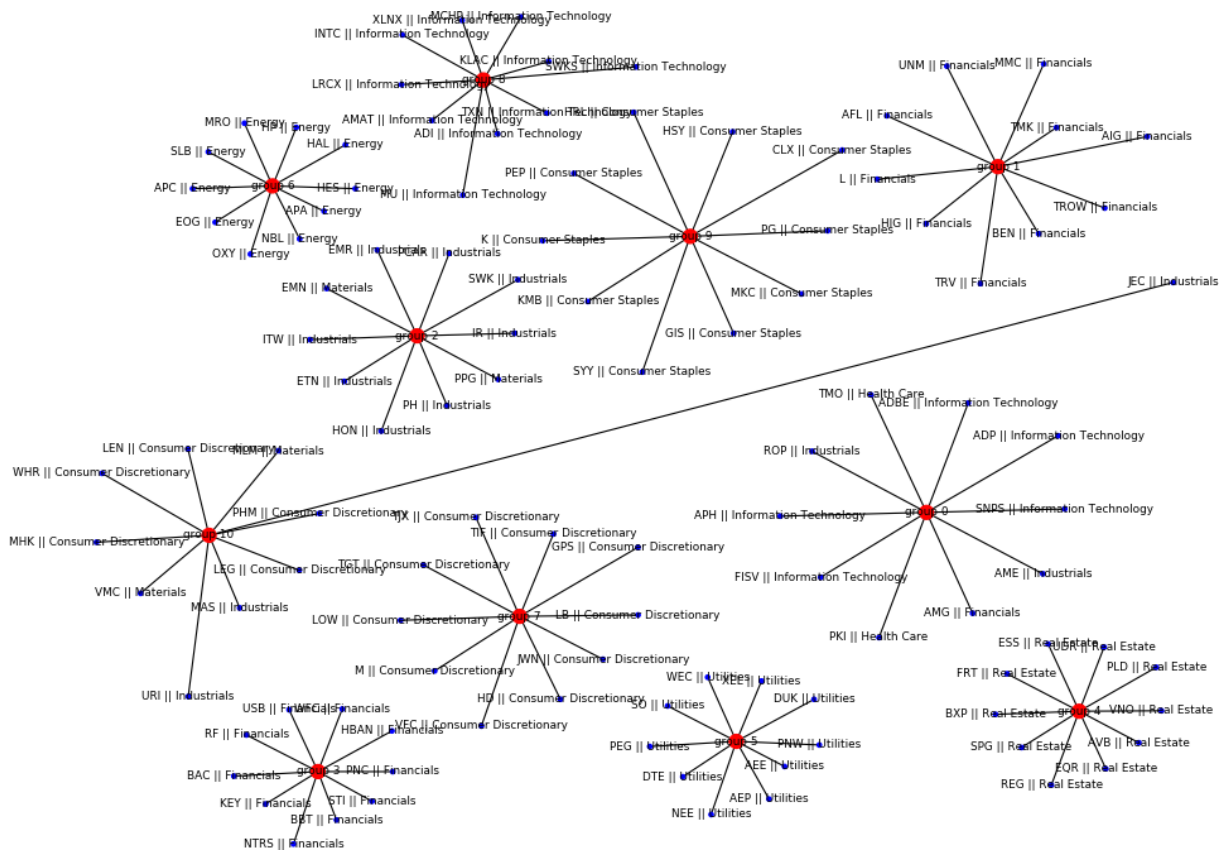 MCHP || Information Technology
XLNX || Information Technology
INTC || Information Technology
KLAC || Information Technology
SWKS || Information Technology
group 8
LRCX || Information Technology
TXN || Information Technology
AMAT || Information Technology
ADI || Information Technology
MU || Information Technology
HSY || Consumer Staples
CLX || Consumer Staples
PEP || Consumer Staples
PG || Consumer Staples
group 9
K || Consumer Staples
MKC || Consumer Staples
KMB || Consumer Staples
GIS || Consumer Staples
SYY || Consumer Staples
UNM || Financials
MMC || Financials
AFL || Financials
TMK || Financials
AIG || Financials
group 1
L || Financials
TROW || Financials
HIG || Financials
BEN || Financials
TRV || Financials
MRO || Energy
HP || Energy
HAL || Energy
SLB || Energy
group 6
APC || Energy
HES || Energy
APA || Energy
EOG || Energy
NBL || Energy
OXY || Energy
EMR || Industrials
PCAR || Industrials
SWK || Industrials
EMN || Materials
group 2
ITW || Industrials
IR || Industrials
ETN || Industrials
PPG || Materials
PH || Industrials
HON || Industrials
JEC || Industrials
TMO || Health Care
ADBE || Information Technology
ADP || Information Technology
ROP || Industrials
group 0
APH || Information Technology
SNPS || Information Technology
FISV || Information Technology
AME || Industrials
AMG || Financials
PKI || Health Care
LEN || Consumer Discretionary
MLM || Materials
WHR || Consumer Discretionary
PHM || Consumer Discretionary
group 10
MHK || Consumer Discretionary
LEG || Consumer Discretionary
VMC || Materials
MAS || Industrials
URI || Industrials
TJX || Consumer Discretionary
TIF || Consumer Discretionary
GPS || Consumer Discretionary
TGT || Consumer Discretionary
group 7
LOW || Consumer Discretionary
LB || Consumer Discretionary
JWN || Consumer Discretionary
M || Consumer Discretionary
HD || Consumer Discretionary
VFC || Consumer Discretionary
USB || Financials
WFC || Financials
HBAN || Financials
RF || Financials
group 3
BAC || Financials
PNC || Financials
KEY || Financials
STI || Financials
BBT || Financials
NTRS || Financials
WEC || Utilities
XEL || Utilities
DUK || Utilities
SO || Utilities
group 5
PEG || Utilities
PNW || Utilities
AEE || Utilities
DTE || Utilities
AEP || Utilities
NEE || Utilities
ESS || Real Estate
UDR || Real Estate
PLD || Real Estate
FRT || Real Estate
group 4
BXP || Real Estate
VNO || Real Estate
AVB || Real Estate
SPG || Real Estate
EQR || Real Estate
REG || Real Estate